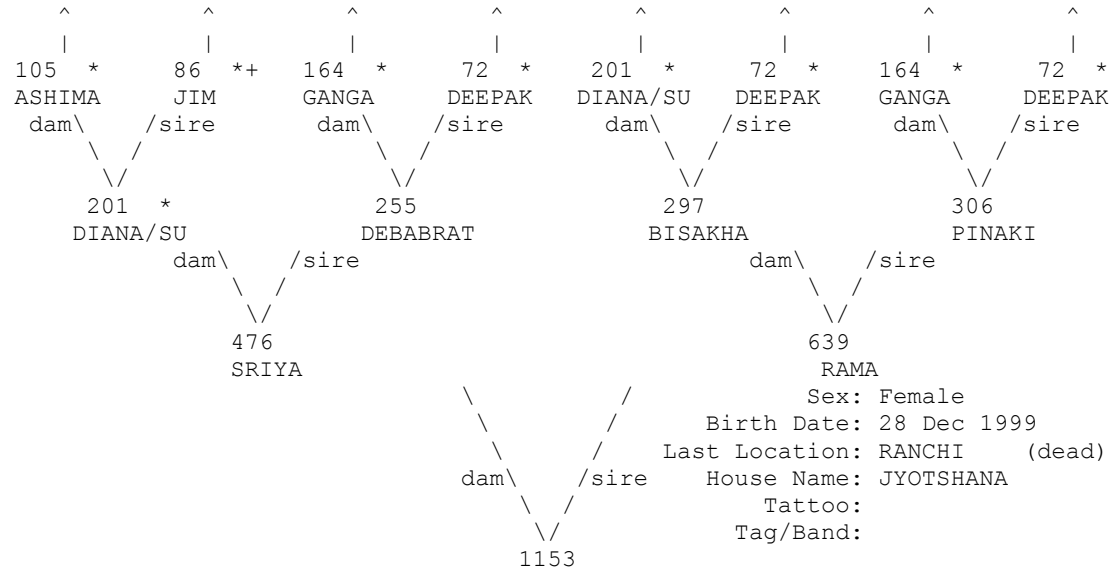 ^ ^ ^ ^ ^ ^ ^ ^
| | | | | | | |
105 * 86 *+ 164 * 72 * 201 * 72 * 164 * 72 *
ASHIMA JIM GANGA DEEPAK DIANA/SU DEEPAK GANGA DEEPAK
dam\ /sire dam\ /sire dam\ /sire dam\ /sire
\ / \ / \ / \ /
\/ \/ \/ \/
201 * 255 297 306
DIANA/SU DEBABRAT BISAKHA PINAKI
dam\ /sire dam\ /sire
\ / \ /
\/ \/
476 639
SRIYA RAMA
\ / Sex: Female
\ / Birth Date: 28 Dec 1999
\ / Last Location: RANCHI (dead)
dam\ /sire House Name: JYOTSHANA
\ / Tattoo:
\/ Tag/Band:
1153